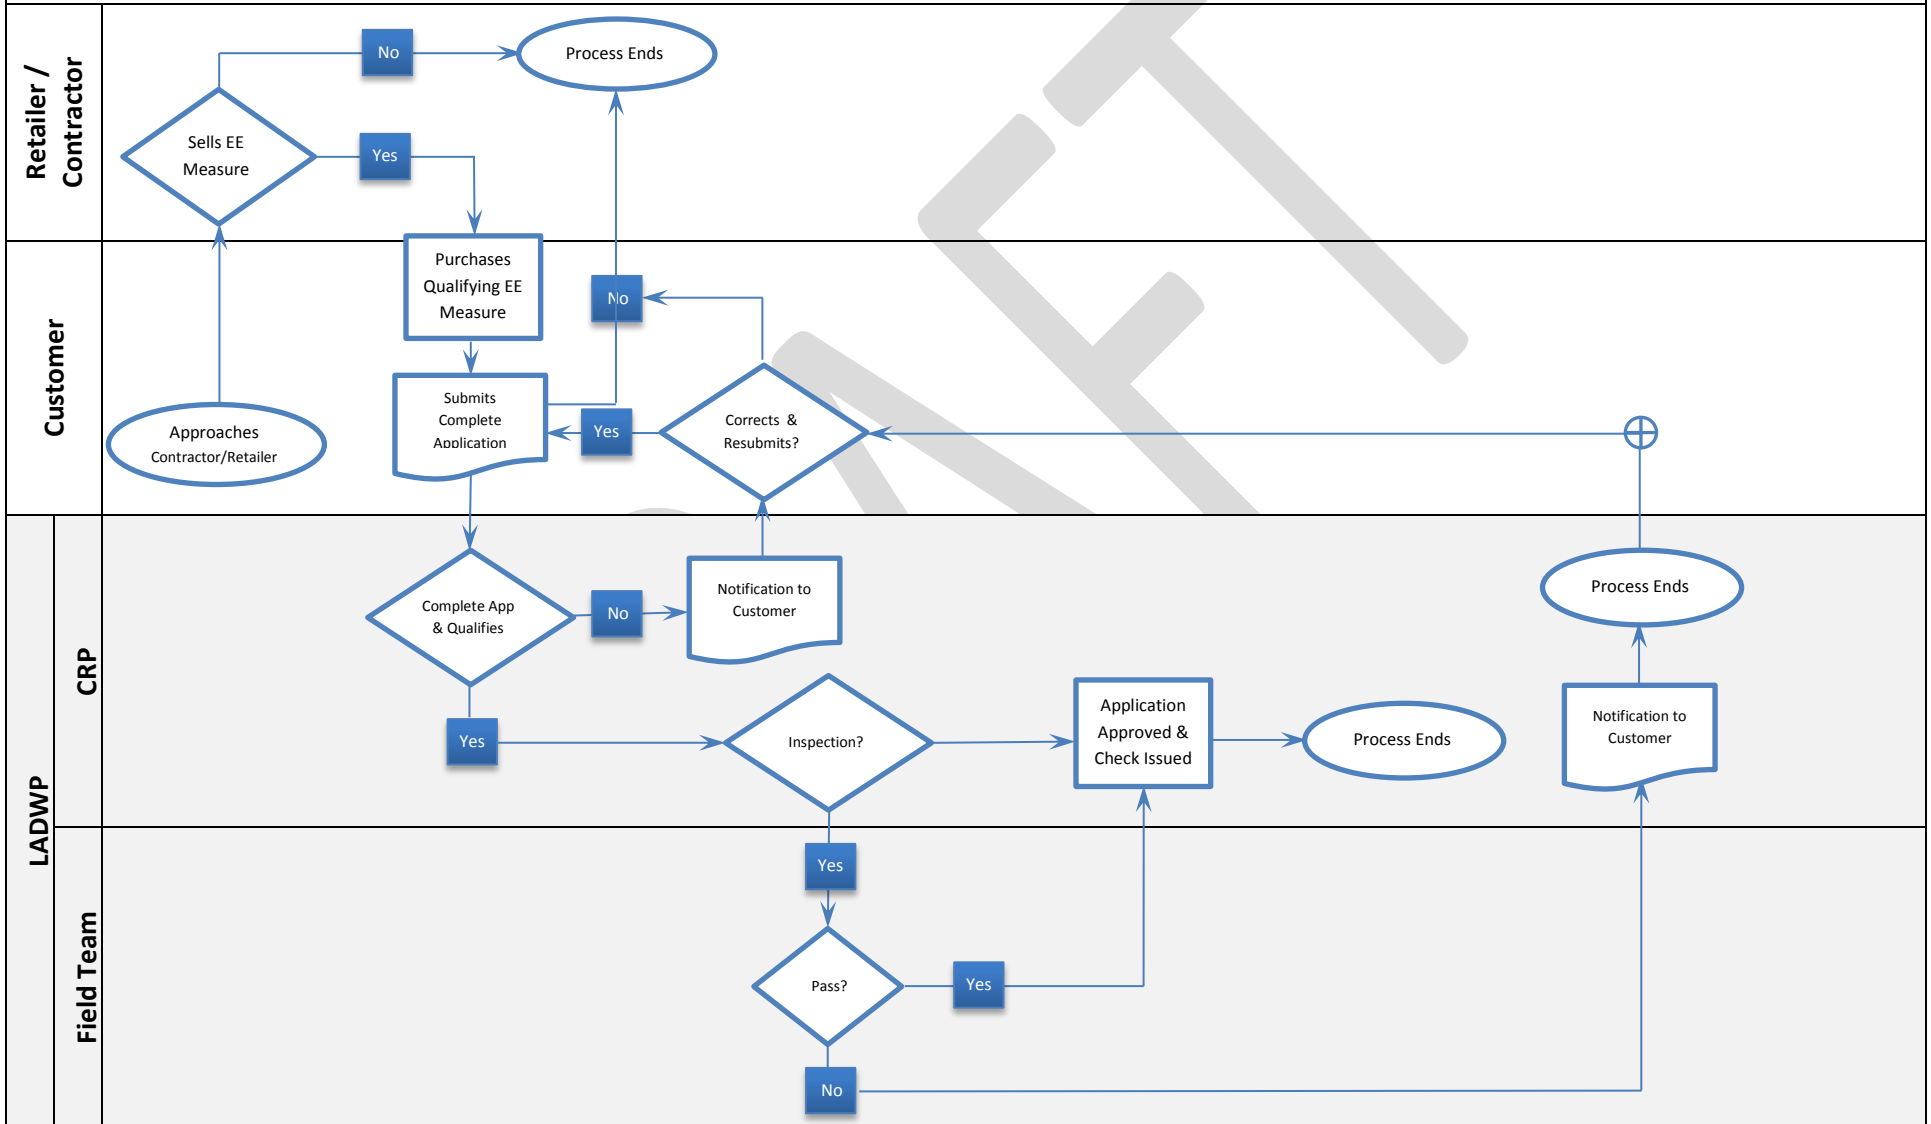 Retailer /
Contractor
No
Process Ends
Sells EE
Measure
Yes
Customer
Purchases
Qualifying EE
Measure
No
Submits
Complete
Application
Yes
Corrects &
Resubmits?
Approaches
Contractor/Retailer
LADWP
CRP
Complete App
& Qualifies
No
Notification to
Customer
Process Ends
Yes
Inspection?
Application
Approved &
Check Issued
Process Ends
Notification to
Customer
Field Team
Yes
Pass?
Yes
No